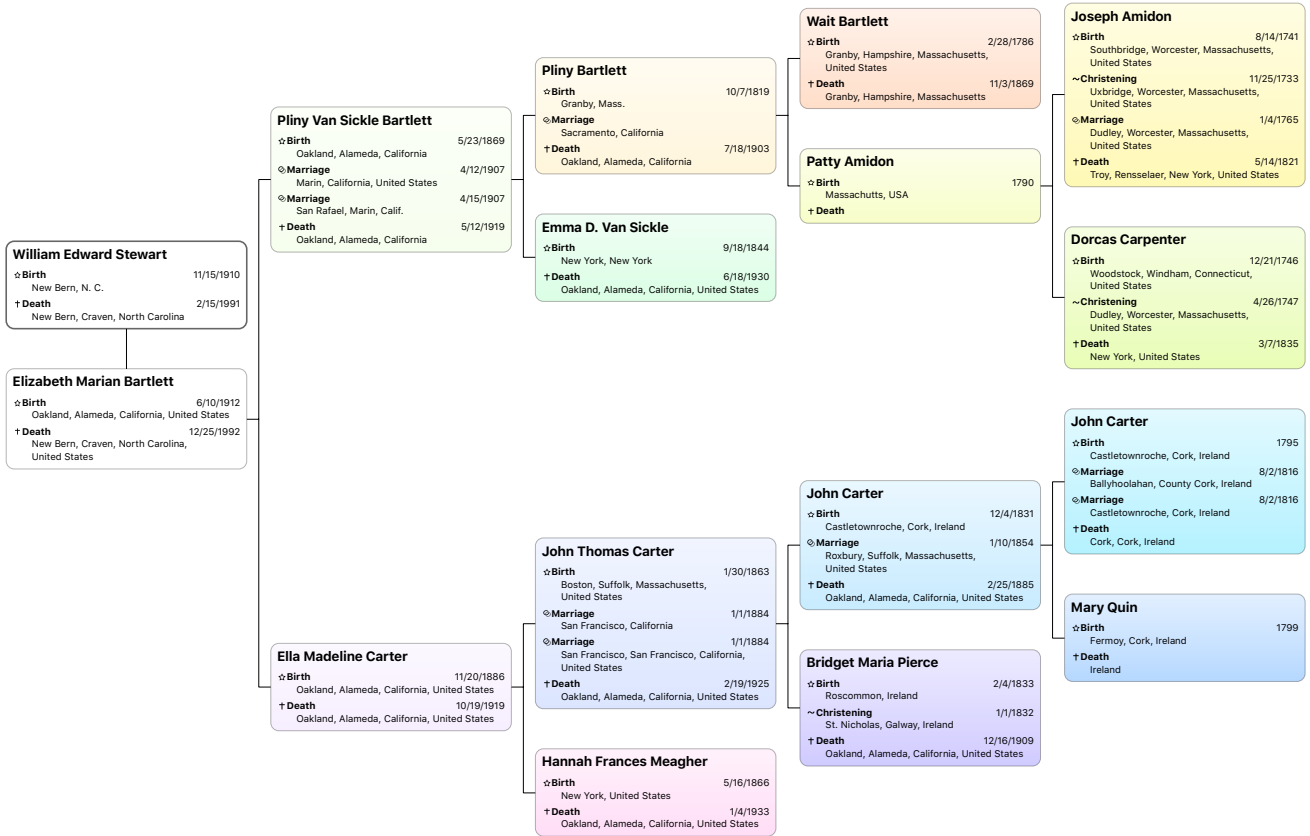 William Edward Stewart
☆Birth 11/15/1910
New Bern, N. C.
†Death 2/15/1991
New Bern, Craven, North Carolina
Elizabeth Marian Bartlett
☆Birth 6/10/1912
Oakland, Alameda, California, United States
†Death 12/25/1992
New Bern, Craven, North Carolina,
United States
Pliny Van Sickle Bartlett
☆Birth 5/23/1869
Oakland, Alameda, California
⚭Marriage 4/12/1907
Marin, California, United States
⚭Marriage 4/15/1907
San Rafael, Marin, Calif.
†Death 5/12/1919
Oakland, Alameda, California
Ella Madeline Carter
☆Birth 11/20/1886
Oakland, Alameda, California, United States
†Death 10/19/1919
Oakland, Alameda, California, United States
Pliny Bartlett
☆Birth 10/7/1819
Granby, Mass.
⚭Marriage
Sacramento, California
†Death 7/18/1903
Oakland, Alameda, California
Emma D. Van Sickle
☆Birth 9/18/1844
New York, New York
†Death 6/18/1930
Oakland, Alameda, California, United States
John Thomas Carter
☆Birth 1/30/1863
Boston, Suffolk, Massachusetts,
United States
⚭Marriage 1/1/1884
San Francisco, California
⚭Marriage 1/1/1884
San Francisco, San Francisco, California,
United States
†Death 2/19/1925
Oakland, Alameda, California, United States
Hannah Frances Meagher
☆Birth 5/16/1866
New York, United States
†Death 1/4/1933
Oakland, Alameda, California, United States
Wait Bartlett
☆Birth 2/28/1786
Granby, Hampshire, Massachusetts,
United States
†Death 11/3/1869
Granby, Hampshire, Massachusetts
Patty Amidon
☆Birth 1790
Massachutts, USA
†Death
John Carter
☆Birth 12/4/1831
Castletownroche, Cork, Ireland
⚭Marriage 1/10/1854
Roxbury, Suffolk, Massachusetts,
United States
†Death 2/25/1885
Oakland, Alameda, California, United States
Bridget Maria Pierce
☆Birth 2/4/1833
Roscommon, Ireland
~Christening 1/1/1832
St. Nicholas, Galway, Ireland
†Death 12/16/1909
Oakland, Alameda, California, United States
Joseph Amidon
☆Birth 8/14/1741
Southbridge, Worcester, Massachusetts,
United States
~Christening 11/25/1733
Uxbridge, Worcester, Massachusetts,
United States
⚭Marriage 1/4/1765
Dudley, Worcester, Massachusetts,
United States
†Death 5/14/1821
Troy, Rensselaer, New York, United States
Dorcas Carpenter
☆Birth 12/21/1746
Woodstock, Windham, Connecticut,
United States
~Christening 4/26/1747
Dudley, Worcester, Massachusetts,
United States
†Death 3/7/1835
New York, United States
John Carter
☆Birth 1795
Castletownroche, Cork, Ireland
⚭Marriage 8/2/1816
Ballyhoolahan, County Cork, Ireland
⚭Marriage 8/2/1816
Castletownroche, Cork, Ireland
†Death
Cork, Cork, Ireland
Mary Quin
☆Birth 1799
Fermoy, Cork, Ireland
†Death
Ireland